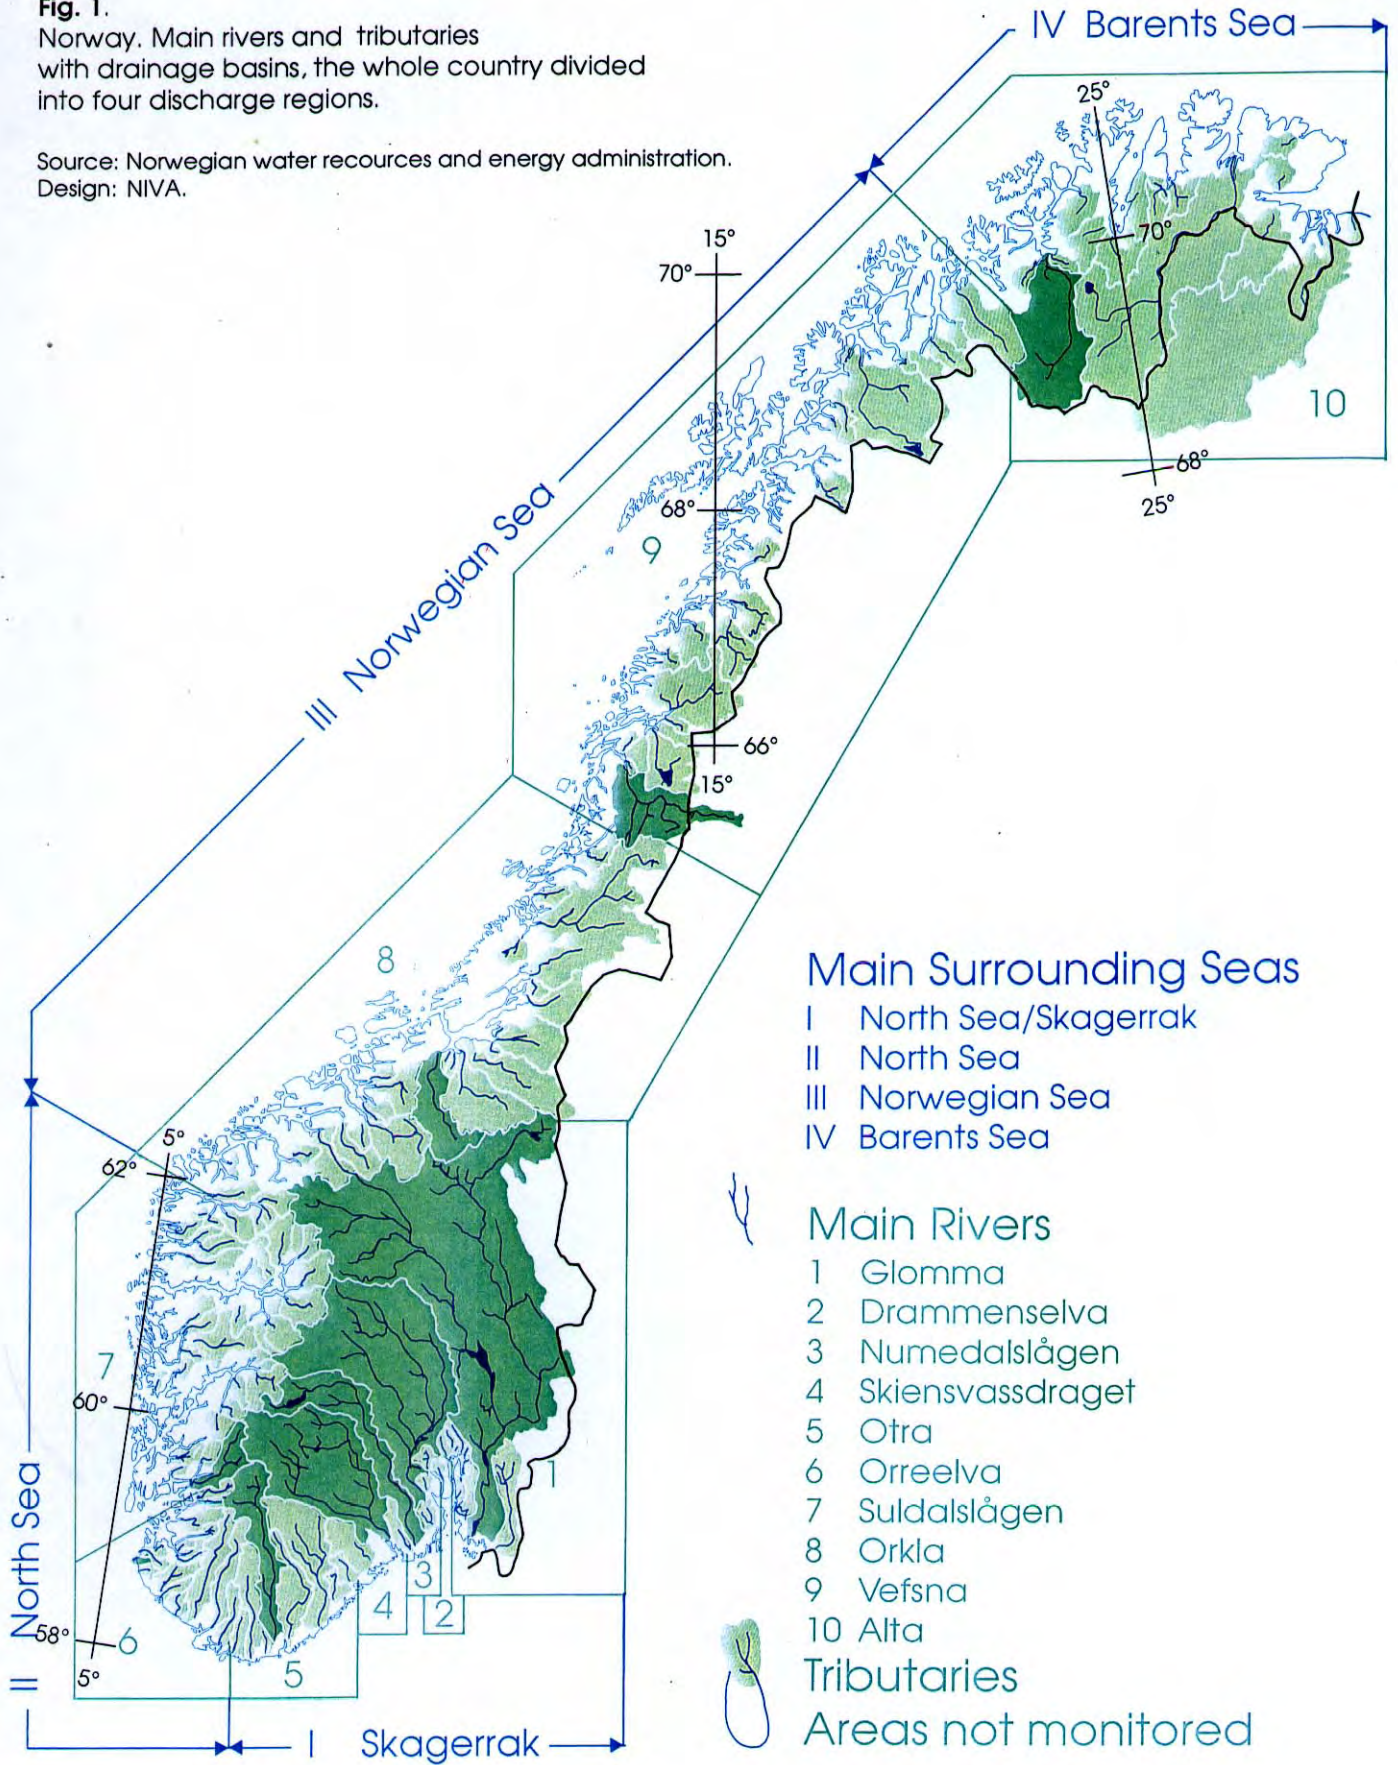 Fig. 1.
Norway. Main rivers and tributaries
with drainage basins, the whole country divided
into four discharge regions.
Source: Norwegian water recources and energy administration.
Design: NIVA.
IV Barents Sea
25°
70°
10
68°
25°
15°
70°
68°
9
66°
15°
III Norwegian Sea
8
5°
62°
7
60°
1
3
4
2
58°
6
5°
5
II North Sea
I Skagerrak
Main Surrounding Seas
I North Sea/Skagerrak
II North Sea
III Norwegian Sea
IV Barents Sea
Main Rivers
1 Glomma
2 Drammenselva
3 Numedalslågen
4 Skiensvassdraget
5 Otra
6 Orreelva
7 Suldalslågen
8 Orkla
9 Vefsna
10 Alta
Tributaries
Areas not monitored